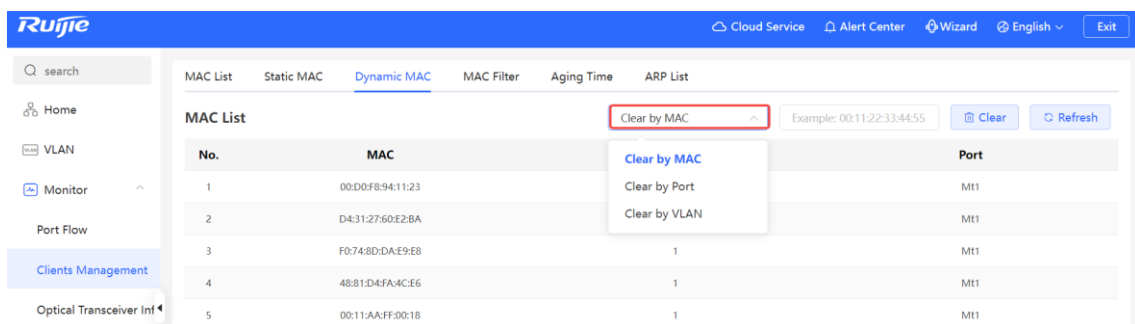 Ruijie Cloud Service Alert Center Wizard English Exit
search
MAC List Static MAC Dynamic MAC MAC Filter Aging Time ARP List
Home
MAC List Clear by MAC Example: 00:11:22:33:44:55 Clear Refresh
VLAN VLAN
No. MAC Port
Clear by MAC
Monitor
1 00:D0:F8:94:11:23 Mt1
Clear by Port
2 D4:31:27:60:E2:BA Mt1
Clear by VLAN
Port Flow
3 F0:74:8D:DA:E9:E8 1 Mt1
Clients Management
4 48:81:D4:FA:4C:E6 1 Mt1
Optical Transceiver Inf
5 00:11:AA:FF:00:18 1 Mt1